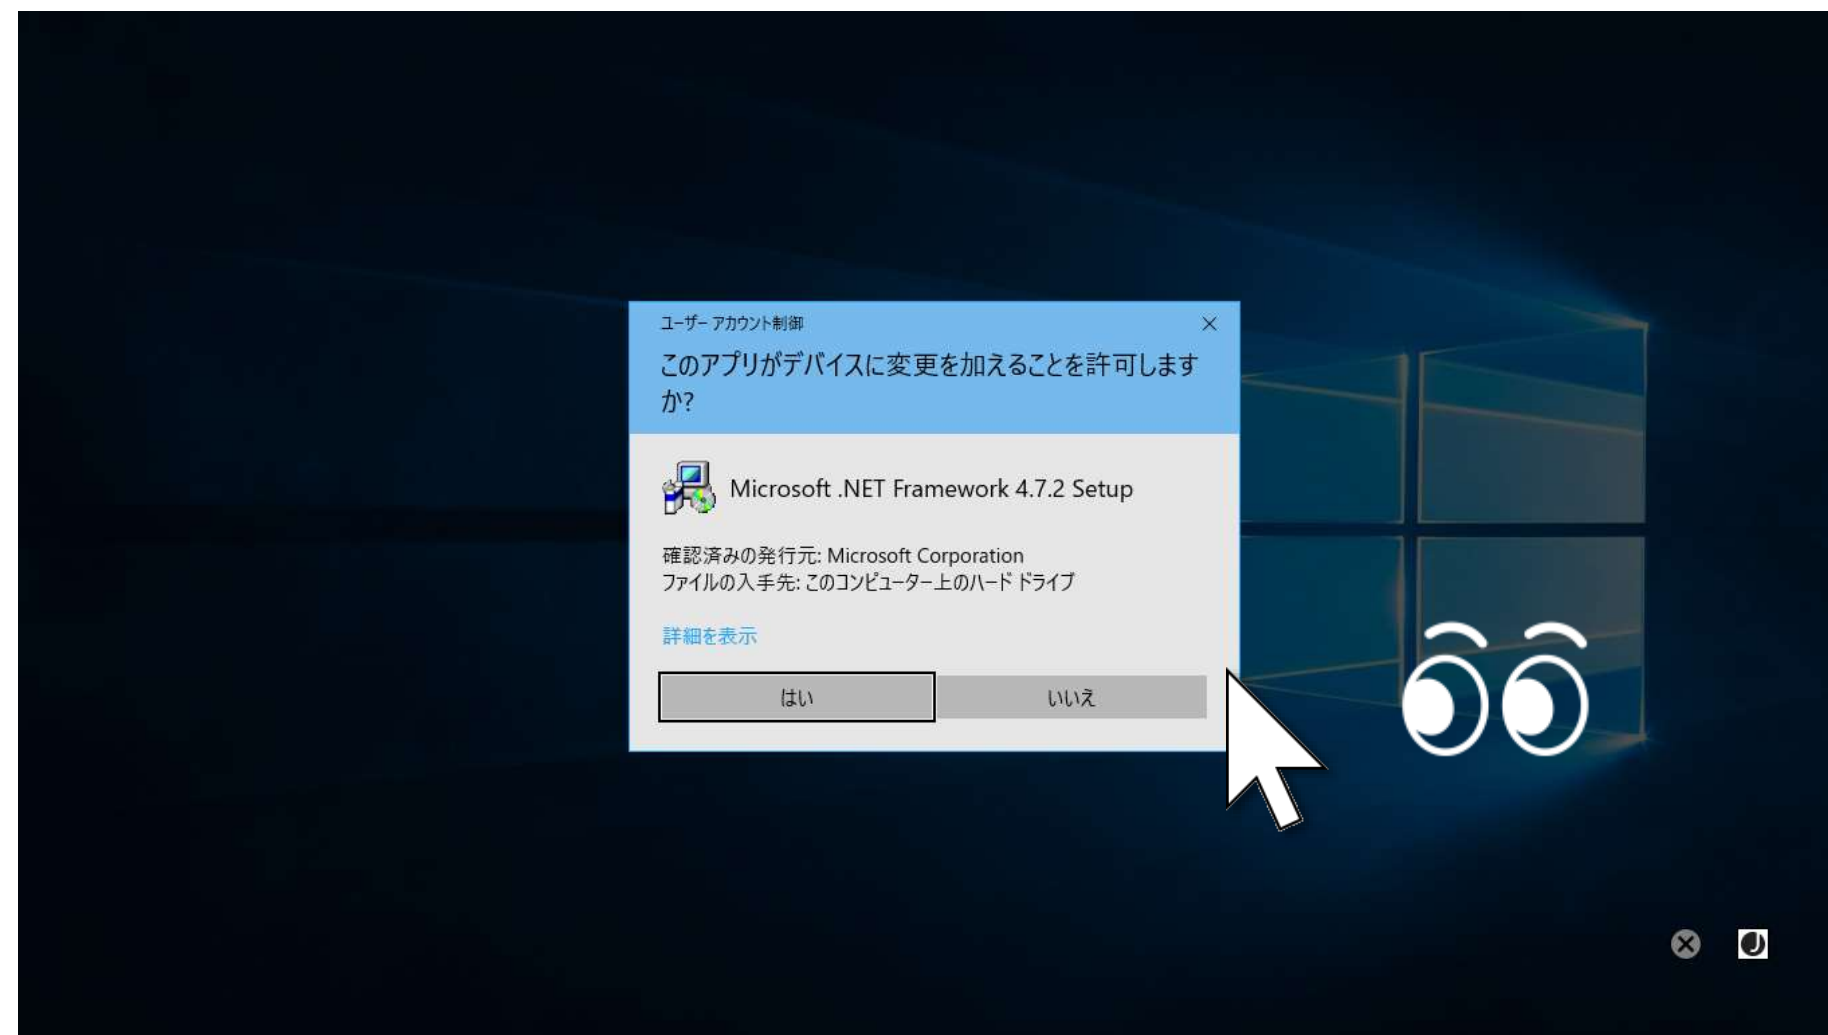 ユーザー アカウント制御
このアプリがデバイスに変更を加えることを許可します
か?
Microsoft .NET Framework 4.7.2 Setup
確認済みの発行元: Microsoft Corporation
ファイルの入手先: このコンピューター上のハード ドライブ
詳細を表示
はい
いいえ
J